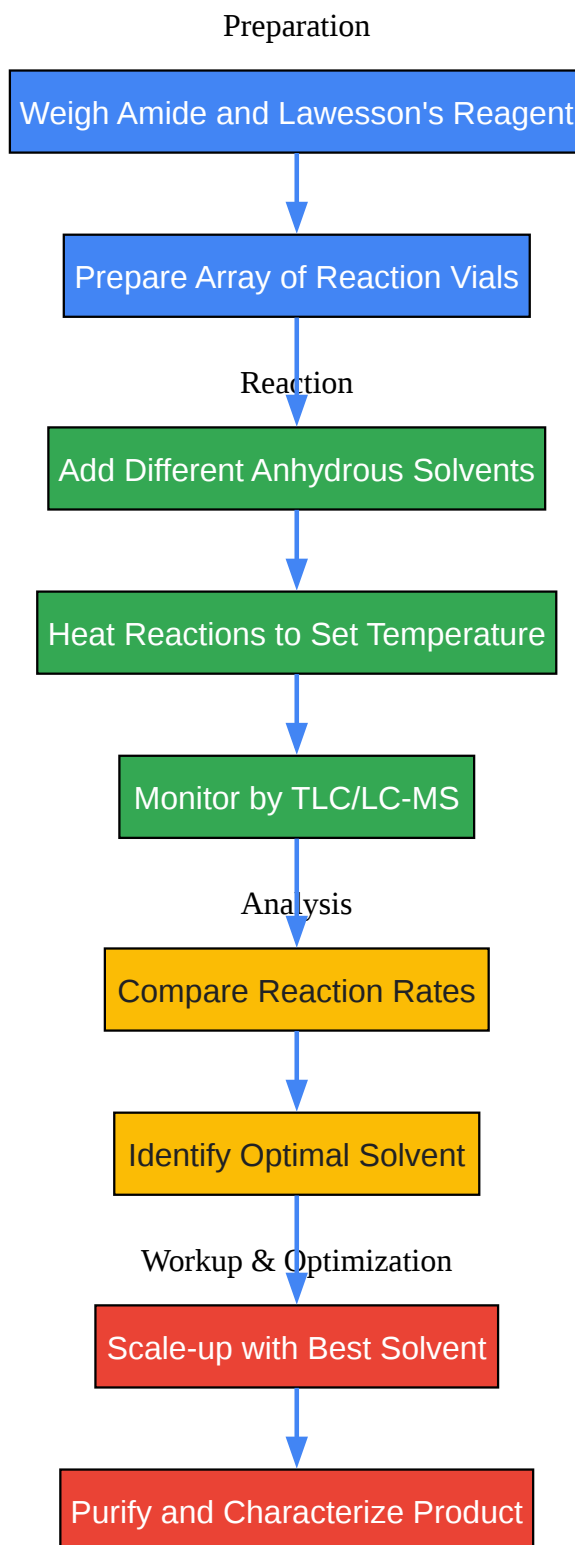 Preparation
Weigh Amide and Lawesson's Reagent
Prepare Array of Reaction Vials
Reaction
Add Different Anhydrous Solvents
Heat Reactions to Set Temperature
Monitor by TLC/LC-MS
Analysis
Compare Reaction Rates
Identify Optimal Solvent
Workup & Optimization
Scale-up with Best Solvent
Purify and Characterize Product